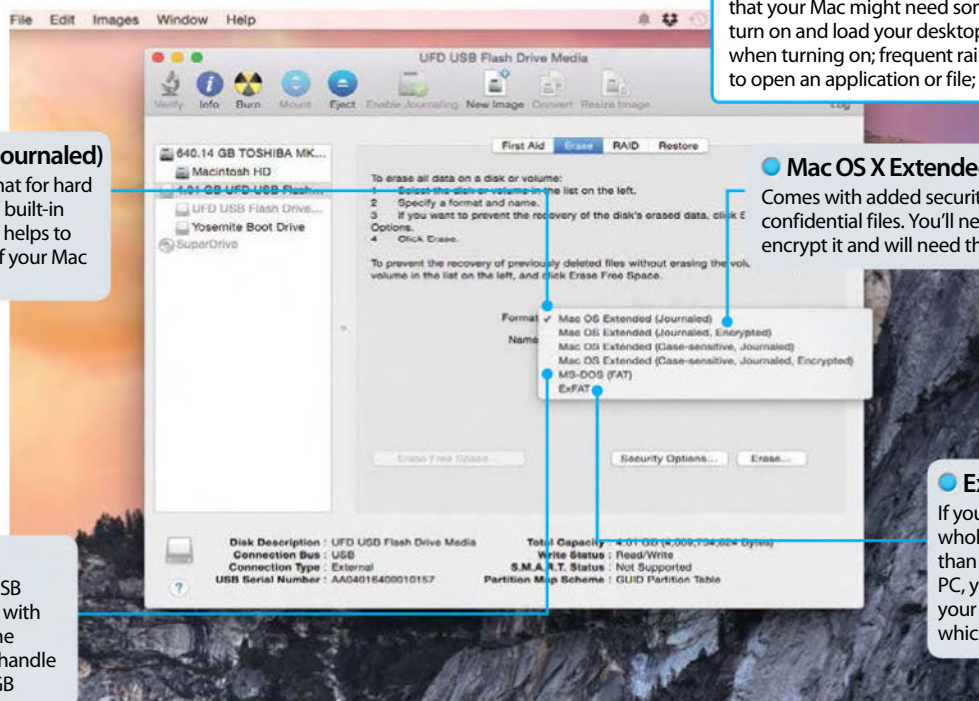 File Edit Images Window Help
that your Mac might need som
turn on and load your desktop
when turning on; frequent rai
to open an application or file;
UFD USB Flash Drive Media
Verify Info Burn Mount Eject Enable Journaling New Image Convert Resize Image
Log
640.14 GB TOSHIBA MK...
Macintosh HD
4.01 GB UFD USB Flash...
UFD USB Flash Drive...
Yosemite Boot Drive
SuperDrive
First Aid Erase RAID Restore
To erase all data on a disk or volume:
1 Select the disk or volume in the list on the left.
2 Specify a format and name.
3 If you want to prevent the recovery of the disk's erased data, click
Options.
4 Click Erase.
To prevent the recovery of previously deleted files without erasing the
volume in the list on the left, and click Erase Free Space.
Format ✓ Mac OS Extended (Journaled)
Mac OS Extended (Journaled, Encrypted)
Name
Mac OS Extended (Case-sensitive, Journaled)
Mac OS Extended (Case-sensitive, Journaled, Encrypted)
MS-DOS (FAT)
ExFAT
Erase Free Space... Security Options... Erase...
Disk Description : UFD USB Flash Drive Media
Connection Bus : USB
Connection Type : External
USB Serial Number : AA04016400010157
Total Capacity : 4.01 GB (4,009,754,624 Bytes)
Write Status : Read/Write
S.M.A.R.T. Status : Not Supported
Partition Map Scheme : GUID Partition Table
?
ournaled)
nat for hard
built-in
helps to
f your Mac
Mac OS X Extende
Comes with added securit
confidential files. You'll ne
encrypt it and will need th
SB
with
ne
handle
GB
Ex
If you
whol
than
PC, y
your
whic